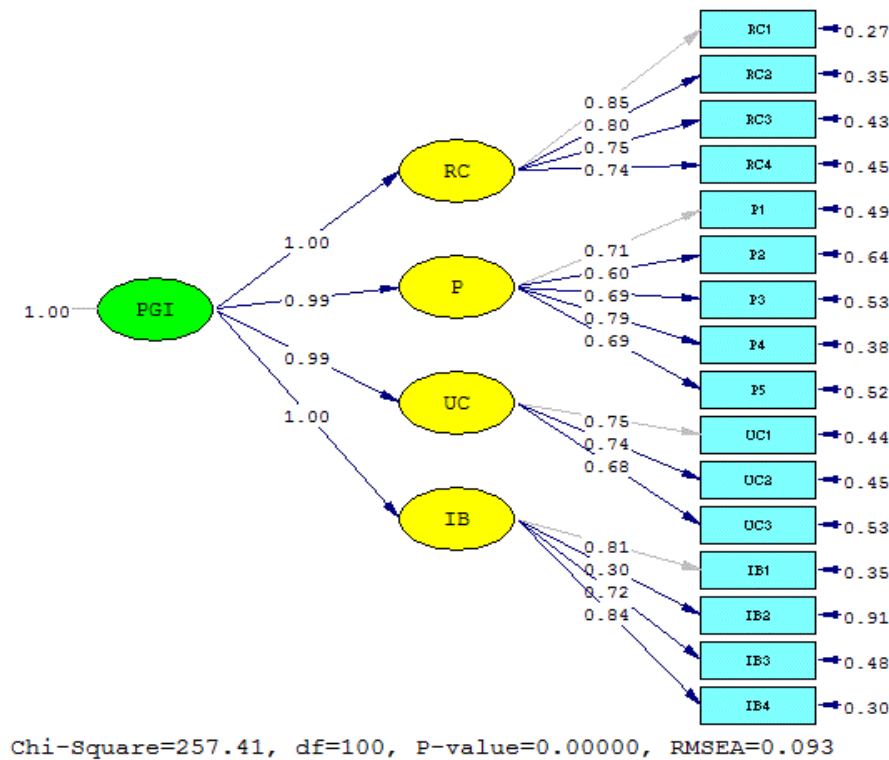 RC1 0.27
RC2 0.35
0.85
0.80
RC3 0.43
0.75
RC4 0.45
0.74
RC
P1 0.49
1.00
0.71
P2 0.64
0.60
P
P3 0.53
0.99
0.69
1.00 PGI
0.79
P4 0.38
0.69
0.99
P5 0.52
UC
1.00
0.75
UC1 0.44
0.74
0.68
UC2 0.45
IB
UC3 0.53
0.81
IB1 0.35
0.30
0.72
IB2 0.91
0.84
IB3 0.48
IB4 0.30
Chi-Square=257.41, df=100, P-value=0.00000, RMSEA=0.093